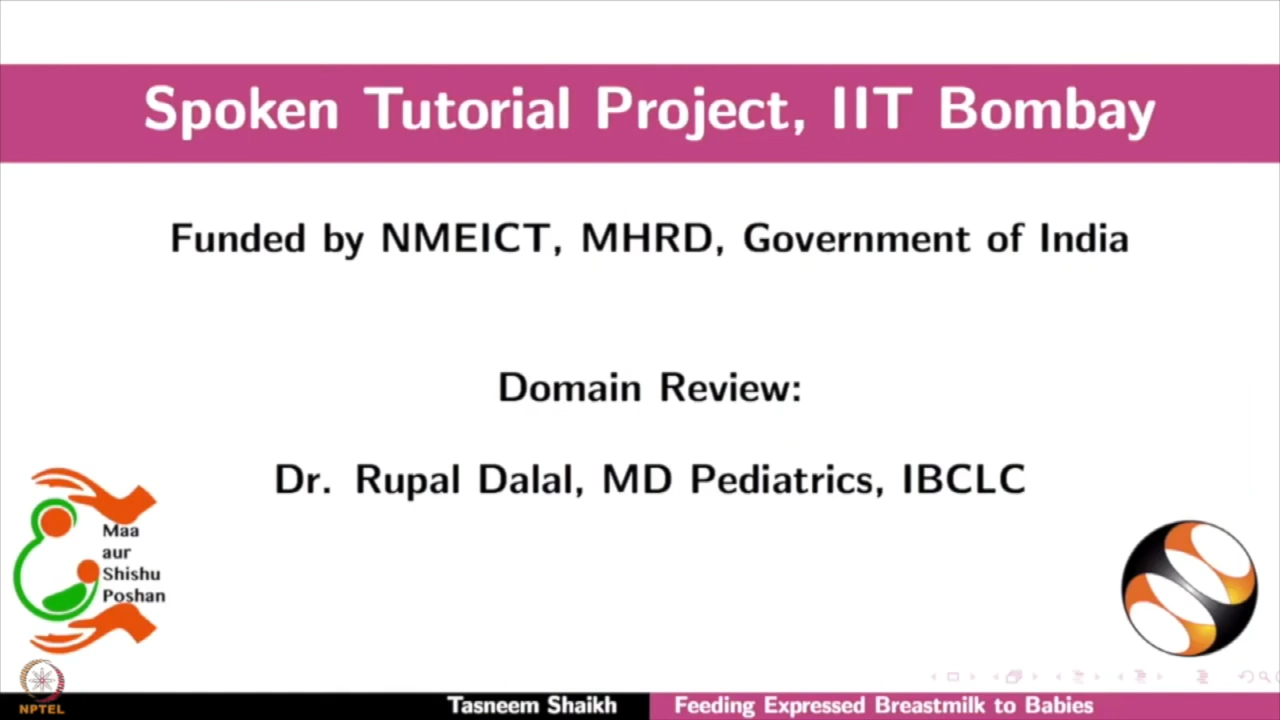 Spoken Tutorial Project, IIT Bombay
Funded by NMEICT, MHRD, Government of India
Domain Review:
Dr. Rupal Dalal, MD Pediatrics, IBCLC
Maa
aur
Shishu
Poshan
NPTEL
Tasneem Shaikh
Feeding Expressed Breastmilk to Babies